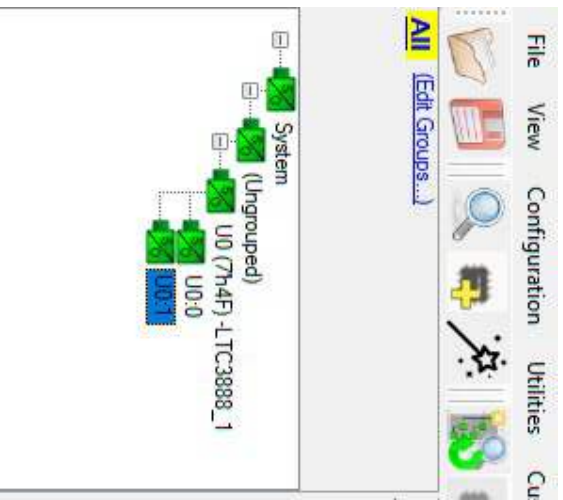 File View Configuration Utilities Cu
All (Edit Groups...)
System
(Ungrouped)
U0 (7h4F) -LTC3888_1
U0:0
U0:1